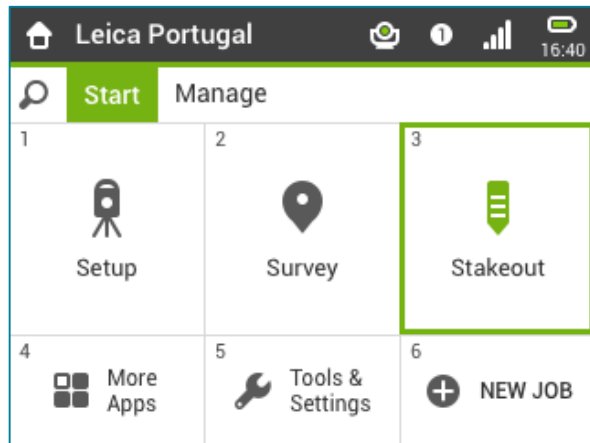 Leica Portugal
1
16:40
Start Manage
1
2
3
Setup
Survey
Stakeout
4
More
Apps
5
Tools &
Settings
6
NEW JOB